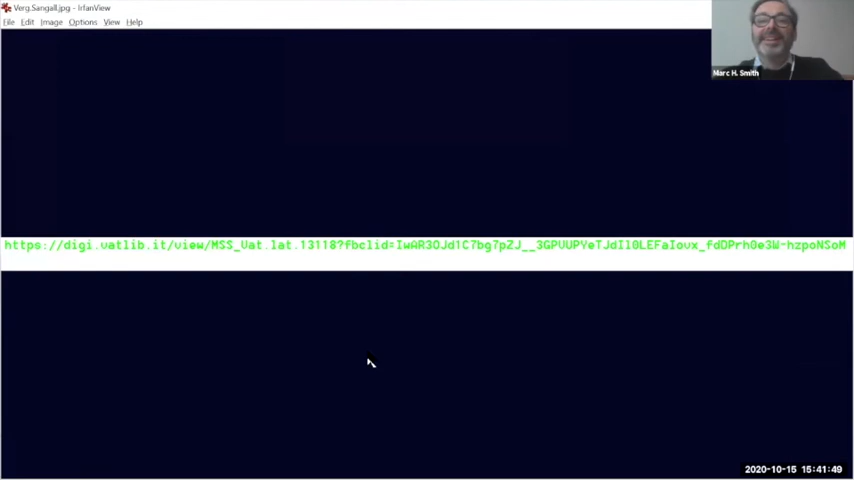 Verg.Sangall.jpg - IrfanView
File Edit Image Options View Help
Marc H. Smith
https://digi.vatlib.it/view/MSS_Vat.lat.13118?fbclid=IwAR3OJd1C7bg7pZJ__3GPVUPYeTJdIl0LEFaIovx_fdDPrh0e3W-hzpoNSoM
2020-10-15 15:41:49